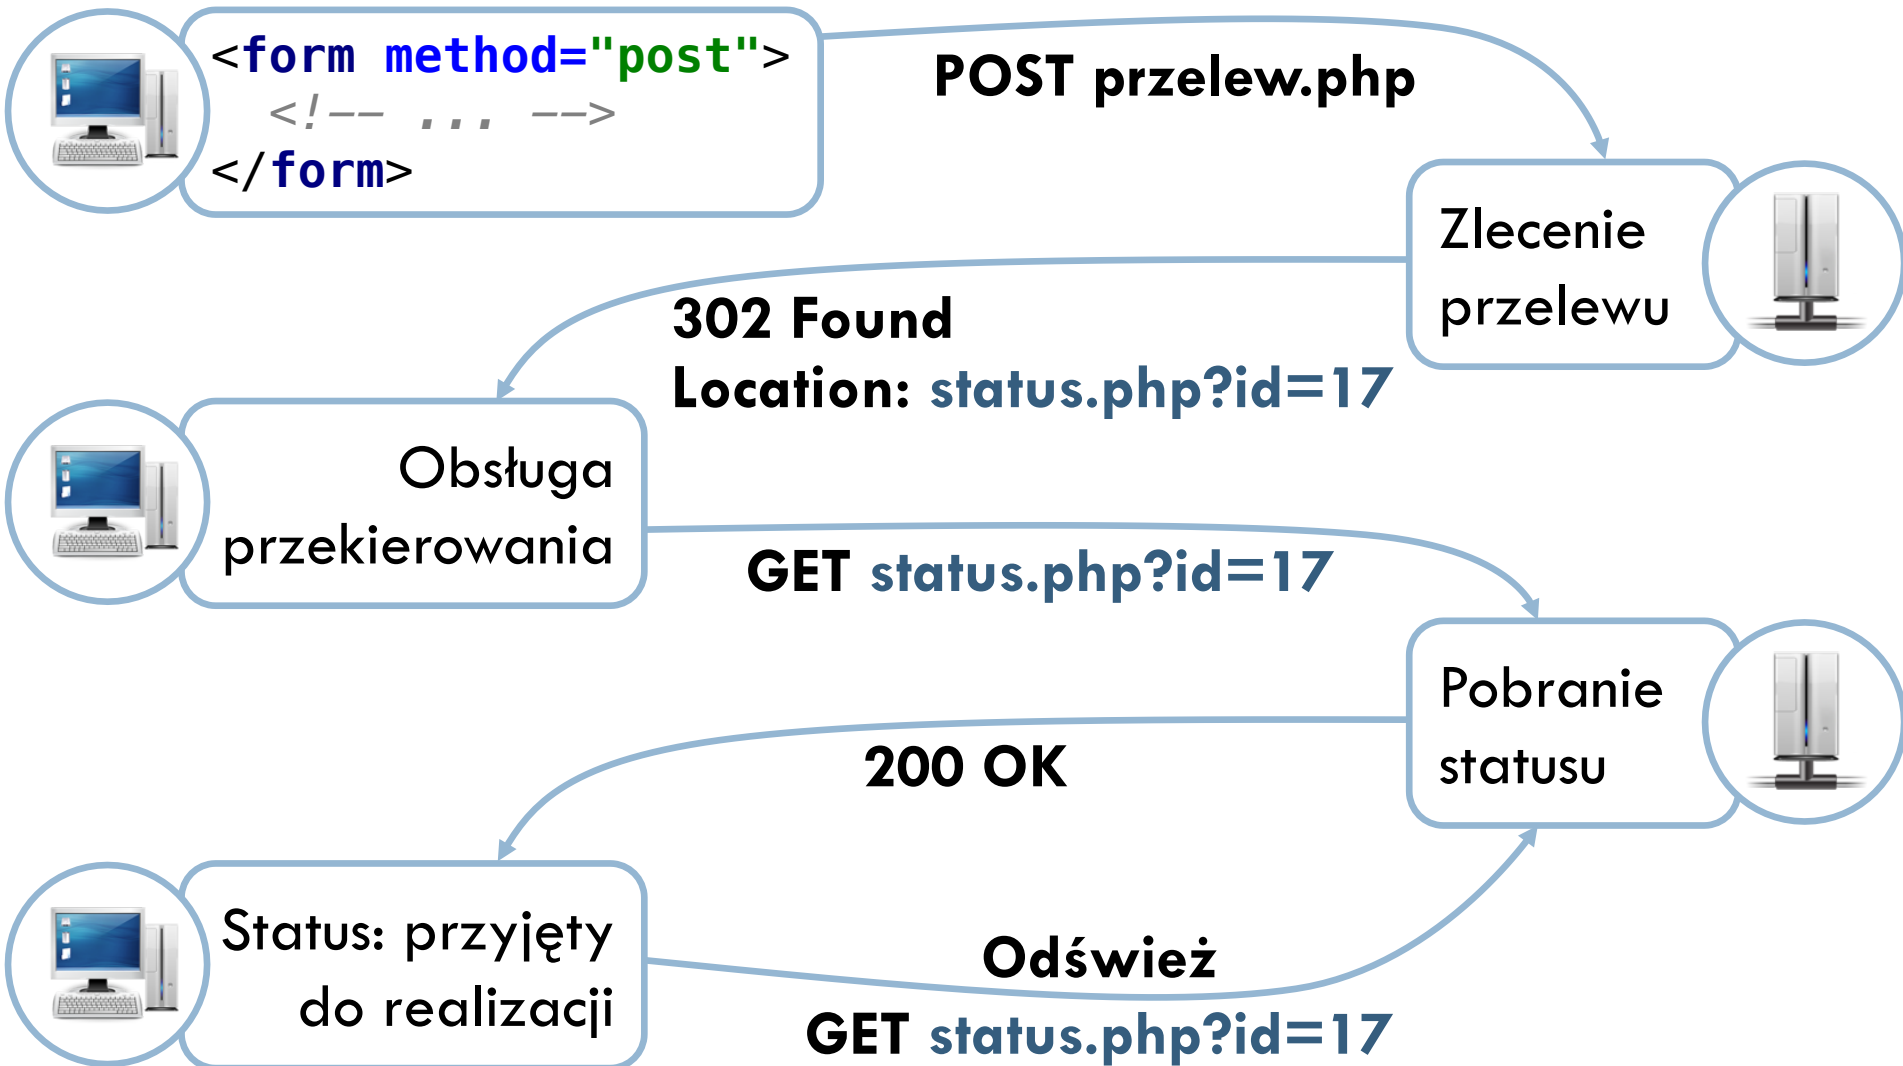 <form method="post">
<!-- ... -->
</form>
POST przelew.php
Zlecenie
przelewu
302 Found
Location: status.php?id=17
Obsługa
przekierowania
GET status.php?id=17
Pobranie
statusu
200 OK
Status: przyjęty
do realizacji
Odśwież
GET status.php?id=17